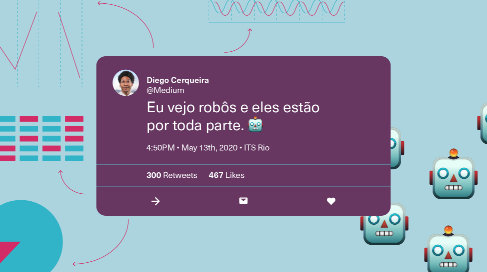 Diego Cerqueira
@Medium
Eu vejo robôs e eles estão
por toda parte. 🤖
4:50PM • May 13th, 2020 • ITS Rio
300 Retweets 467 Likes